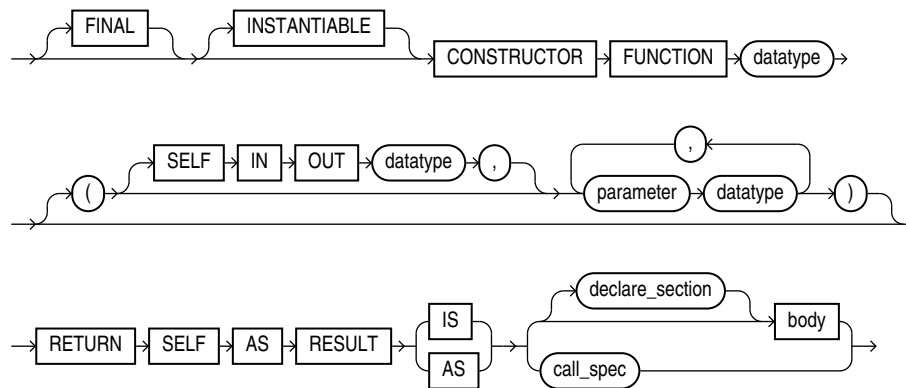 FINAL INSTANTIABLE
CONSTRUCTOR FUNCTION datatype
SELF IN OUT datatype , ,
( parameter datatype )
IS declare_section
RETURN SELF AS RESULT body
AS call_spec